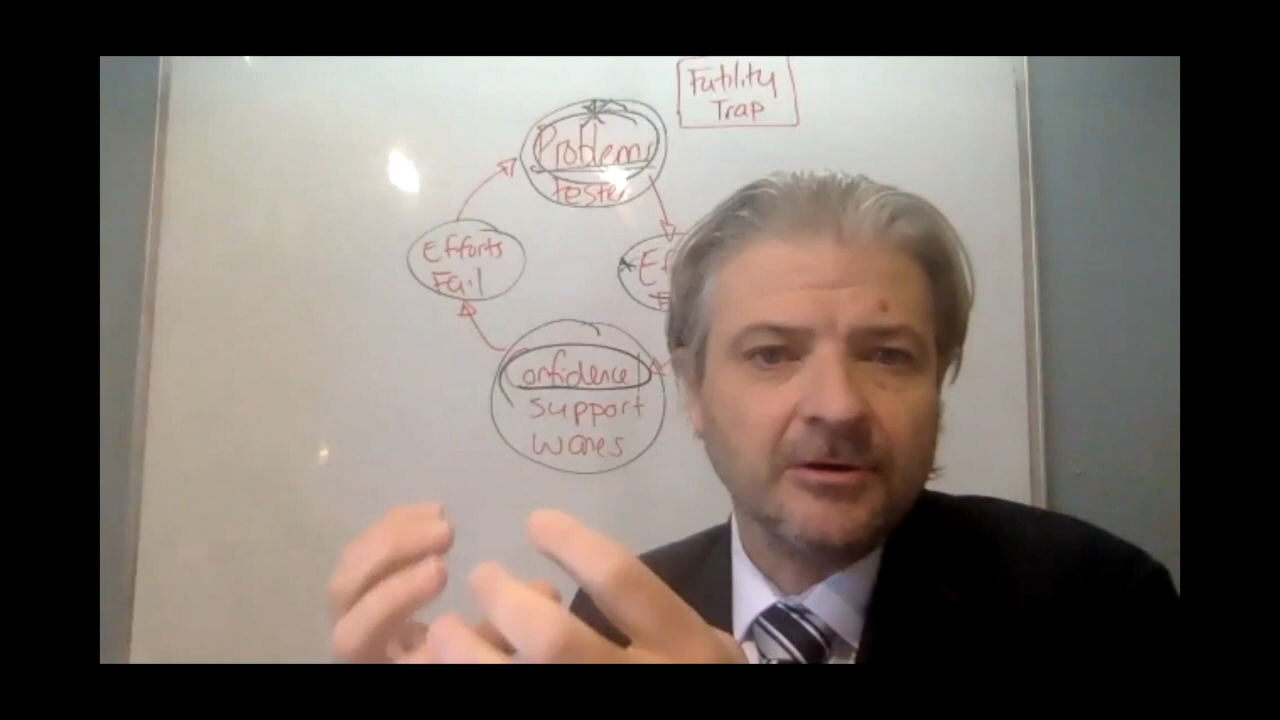 Futility
Trap
Problems
fester
Efforts
Fail
Confidence
support
wanes